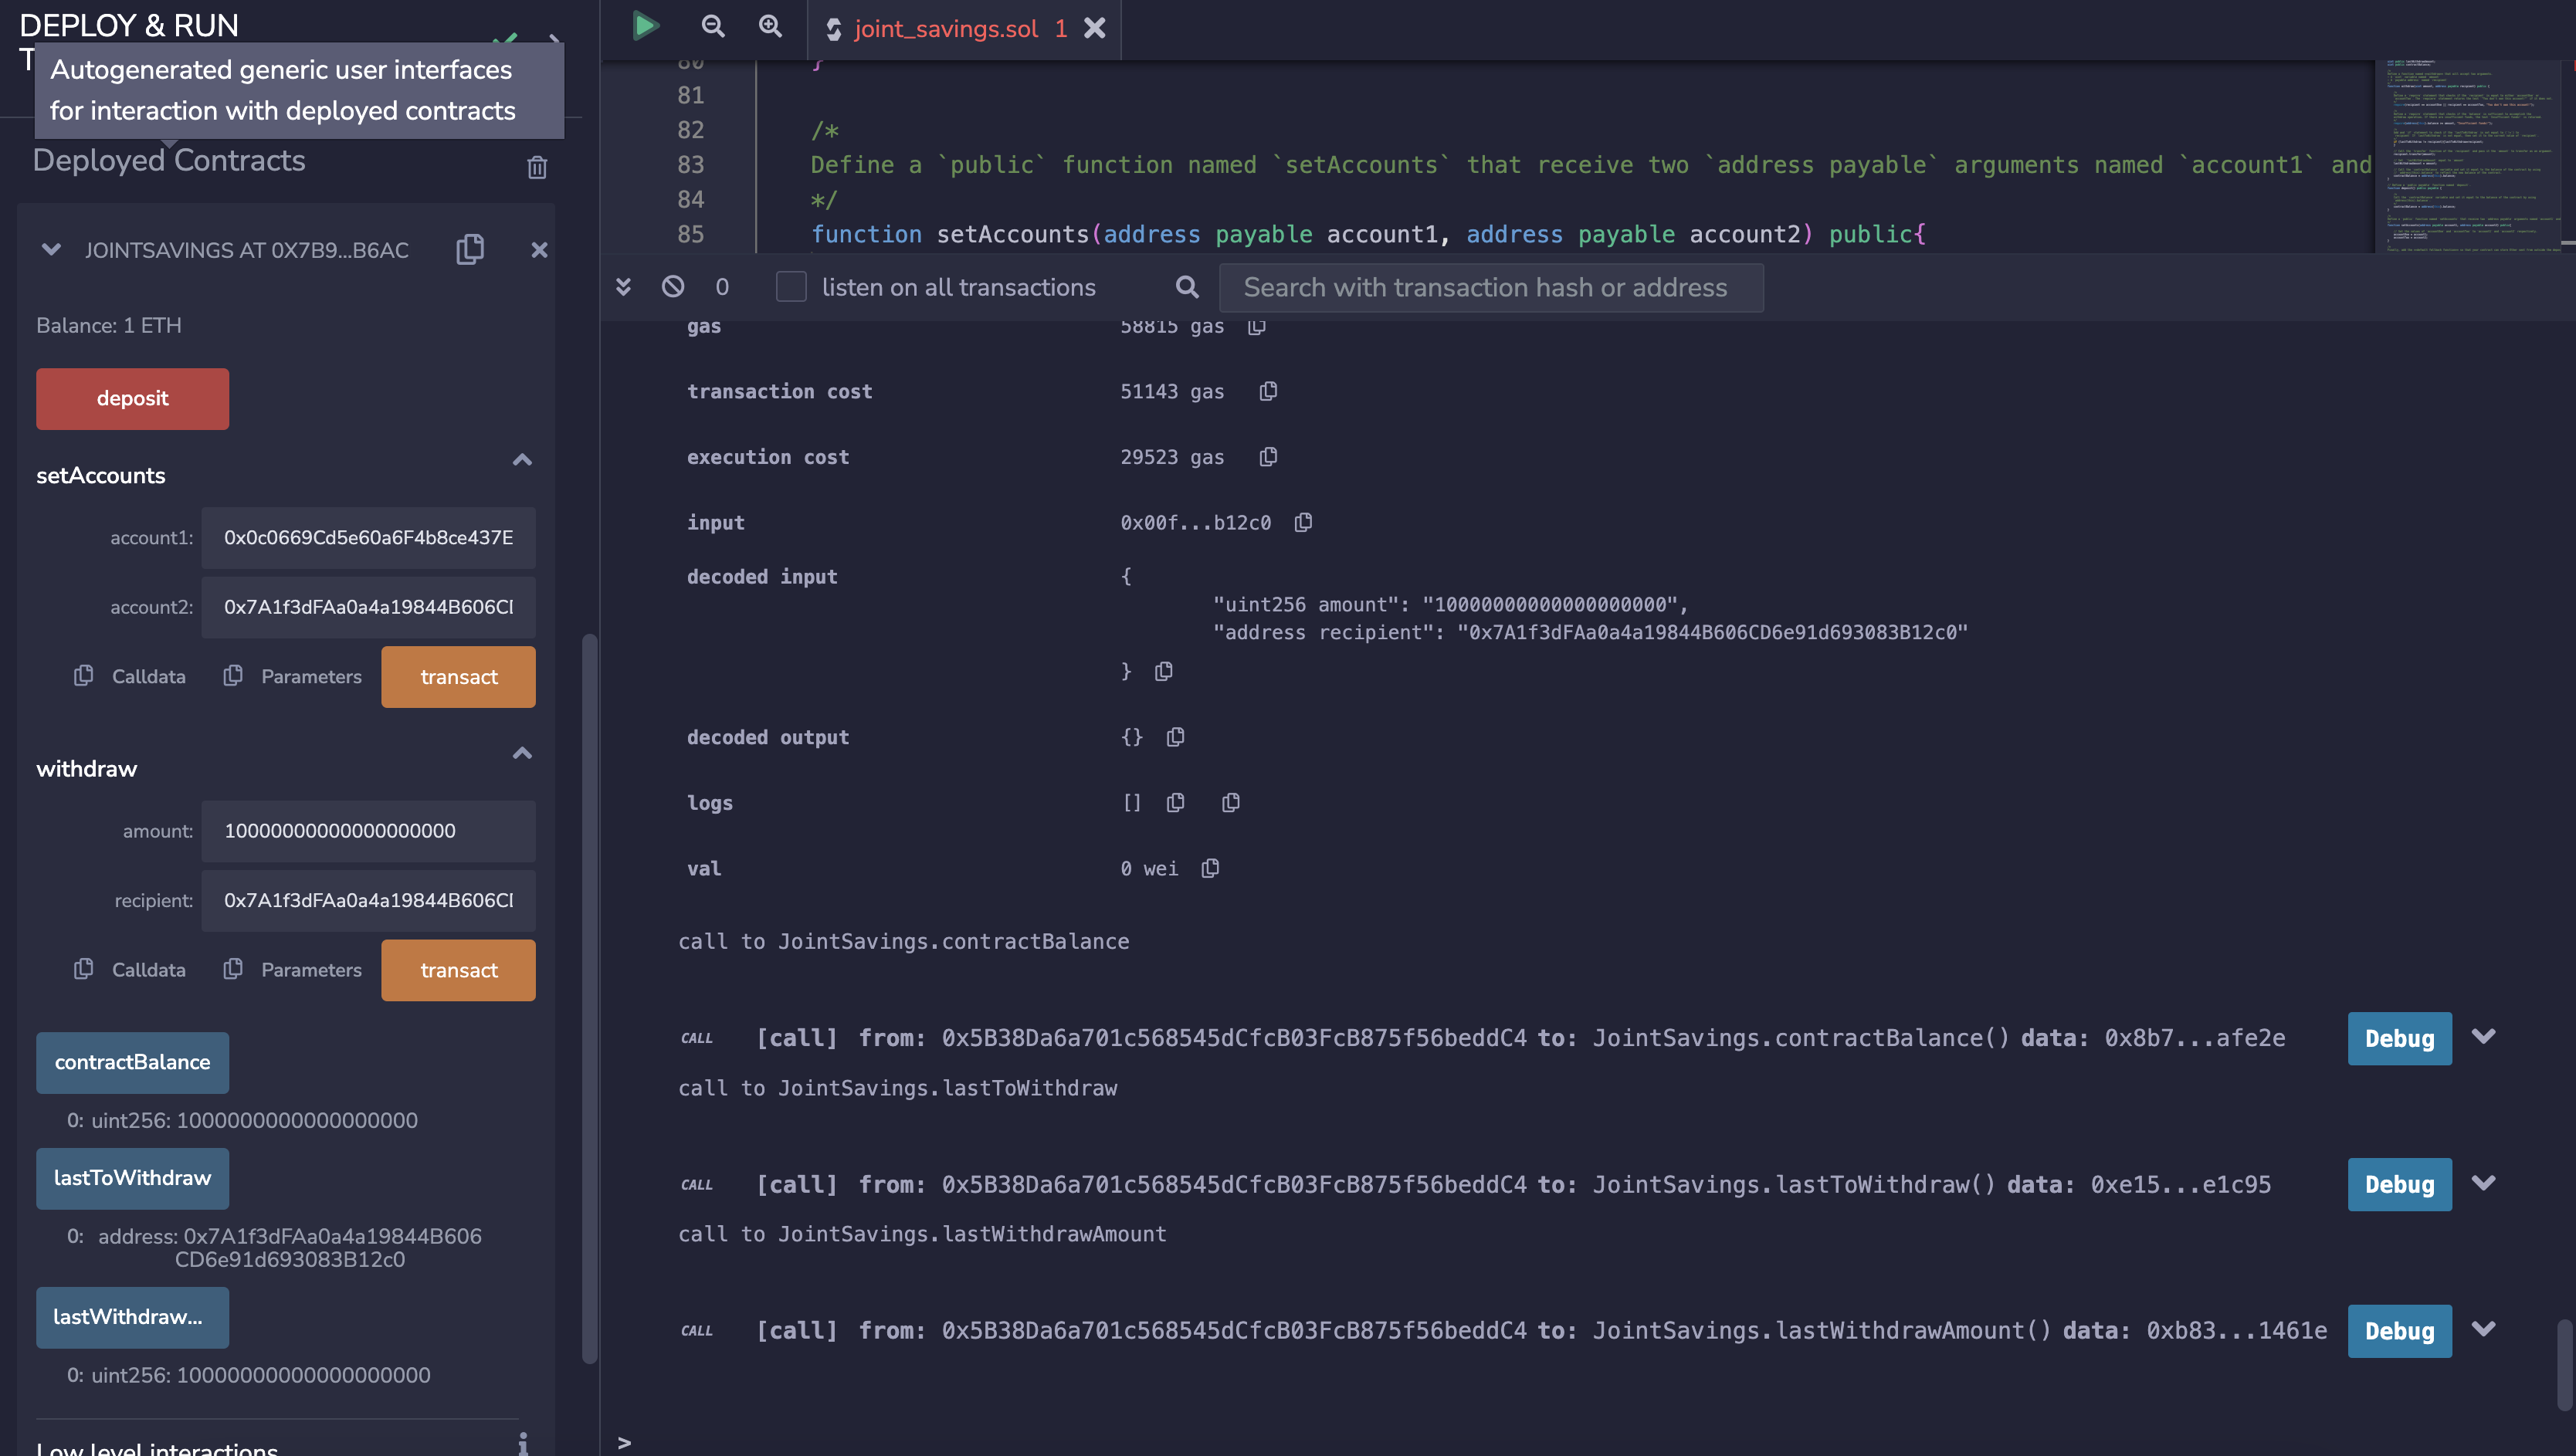 DEPLOY & RUN
T
Autogenerated generic user interfaces
for interaction with deployed contracts
Deployed Contracts
JOINTSAVINGS AT 0X7B9...B6AC
Balance: 1 ETH
deposit
setAccounts
account1: 0x0c0669Cd5e60a6F4b8ce437E
account2: 0x7A1f3dFAa0a4a19844B606CD
Calldata Parameters transact
withdraw
amount: 10000000000000000000
recipient: 0x7A1f3dFAa0a4a19844B606CD
Calldata Parameters transact
contractBalance
0: uint256: 1000000000000000000
lastToWithdraw
0: address: 0x7A1f3dFAa0a4a19844B606
CD6e91d693083B12c0
lastWithdraw...
0: uint256: 10000000000000000000
Low level interactions
joint_savings.sol 1
80 }
81
82 /*
83 Define a `public` function named `setAccounts` that receive two `address payable` arguments named `account1` and
84 */
85 function setAccounts(address payable account1, address payable account2) public{
0 listen on all transactions Search with transaction hash or address
gas 58815 gas
transaction cost 51143 gas
execution cost 29523 gas
input 0x00f...b12c0
decoded input {
"uint256 amount": "10000000000000000000",
"address recipient": "0x7A1f3dFAa0a4a19844B606CD6e91d693083B12c0"
}
decoded output {}
logs []
val 0 wei
call to JointSavings.contractBalance
CALL [call] from: 0x5B38Da6a701c568545dCfcB03FcB875f56beddC4 to: JointSavings.contractBalance() data: 0x8b7...afe2e Debug
call to JointSavings.lastToWithdraw
CALL [call] from: 0x5B38Da6a701c568545dCfcB03FcB875f56beddC4 to: JointSavings.lastToWithdraw() data: 0xe15...e1c95 Debug
call to JointSavings.lastWithdrawAmount
CALL [call] from: 0x5B38Da6a701c568545dCfcB03FcB875f56beddC4 to: JointSavings.lastWithdrawAmount() data: 0xb83...1461e Debug
>